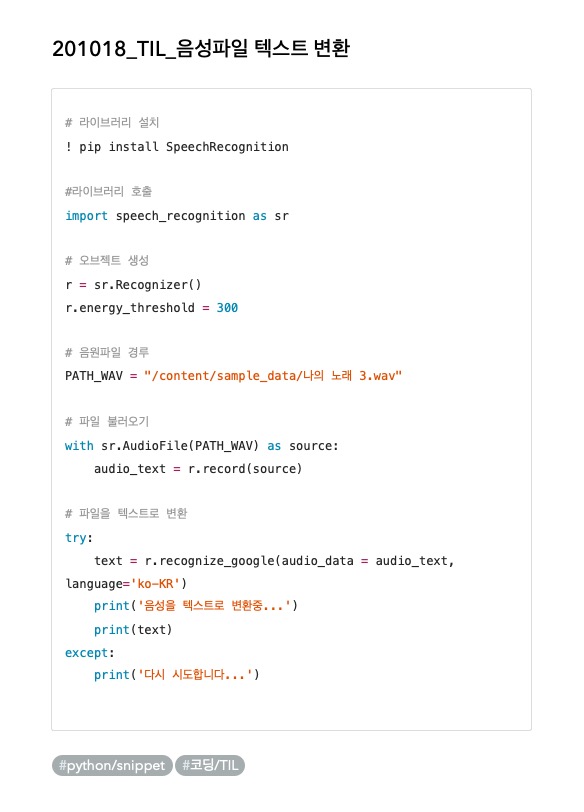 201018_TIL_음성파일 텍스트 변환
# 라이브러리 설치
! pip install SpeechRecognition
#라이브러리 호출
import speech_recognition as sr
# 오브젝트 생성
r = sr.Recognizer()
r.energy_threshold = 300
# 음원파일 경루
PATH_WAV = "/content/sample_data/나의 노래 3.wav"
# 파일 불러오기
with sr.AudioFile(PATH_WAV) as source:
    audio_text = r.record(source)
# 파일을 텍스트로 변환
try:
    text = r.recognize_google(audio_data = audio_text,
language='ko-KR')
    print('음성을 텍스트로 변환중...')
    print(text)
except:
    print('다시 시도합니다...')
#python/snippet #코딩/TIL